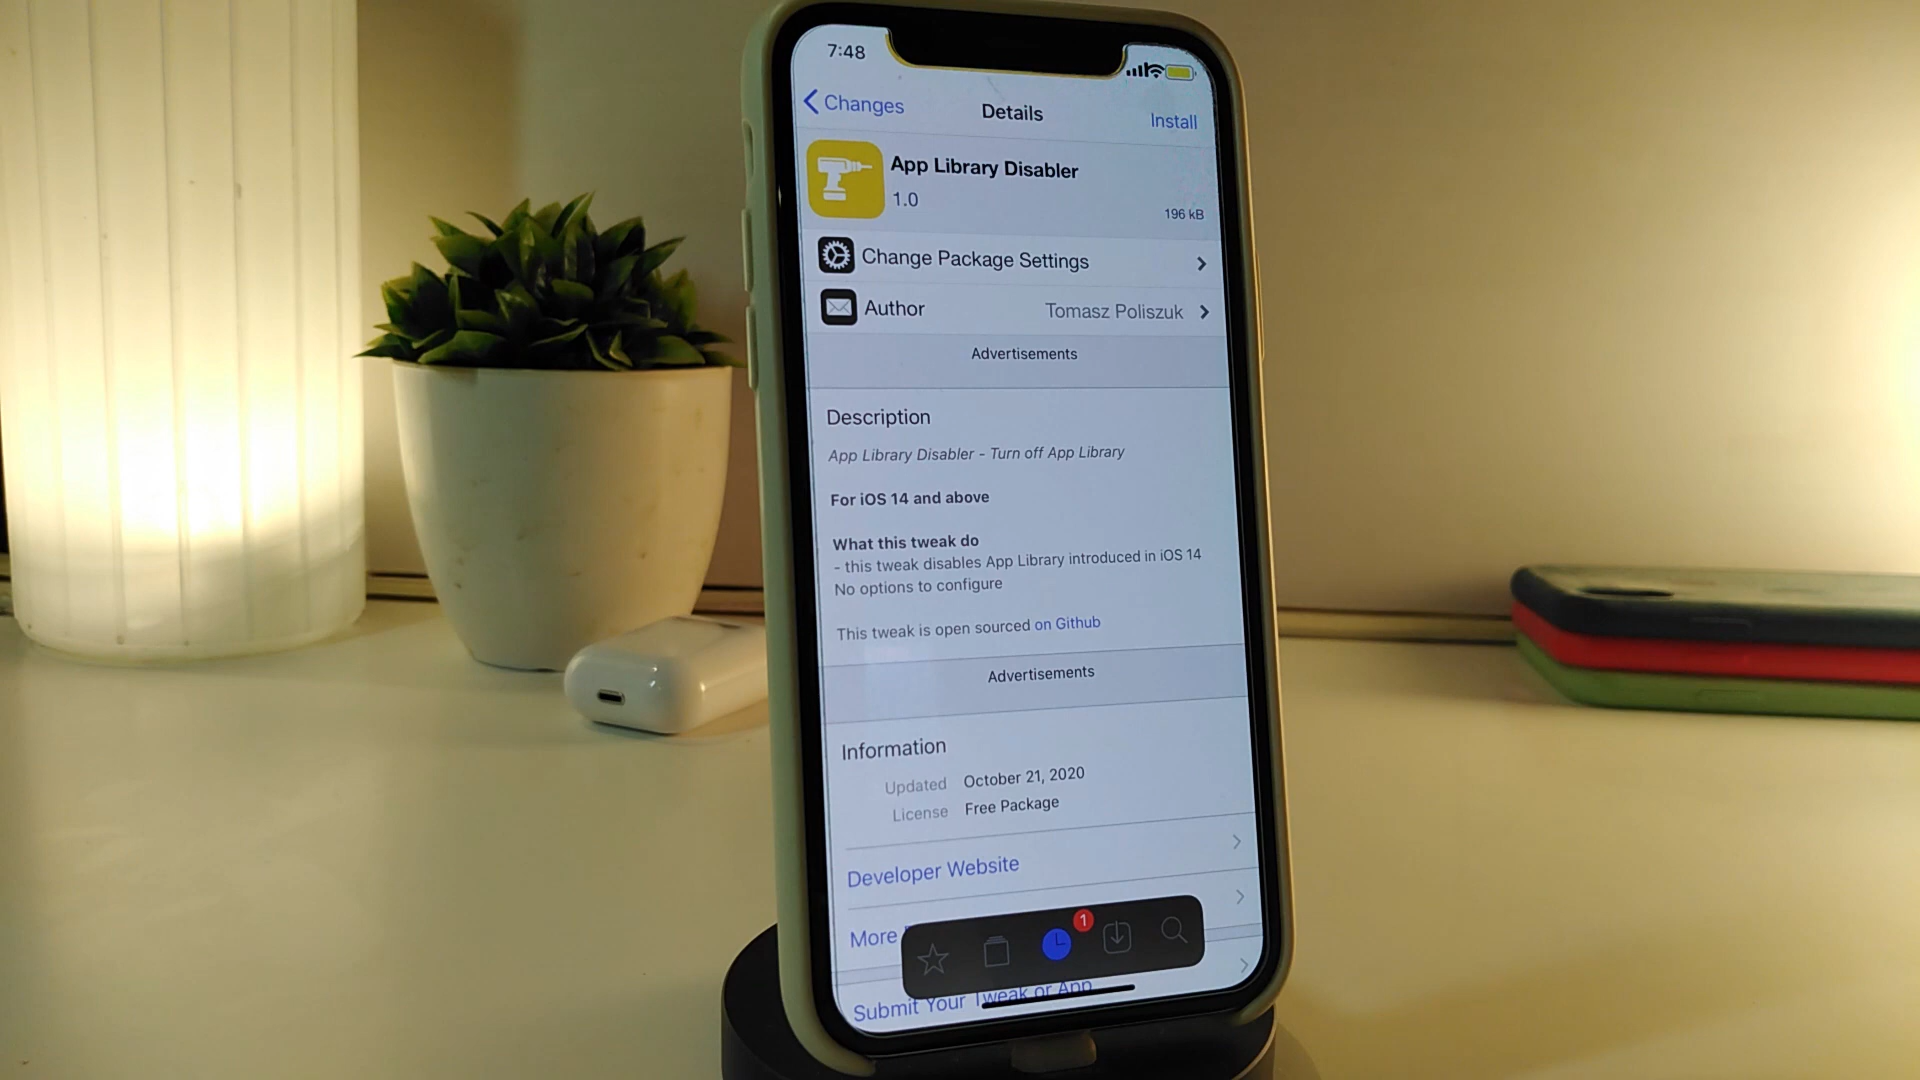 7:48
Changes
Details
Install
App Library Disabler
1.0
196 kB
Change Package Settings
Author
Tomasz Poliszuk
Advertisements
Description
App Library Disabler - Turn off App Library
For iOS 14 and above
What this tweak do
- this tweak disables App Library introduced in iOS 14
No options to configure
This tweak is open sourced on Github
Advertisements
Information
Updated October 21, 2020
License Free Package
Developer Website
More
1
Submit Your Tweak or App